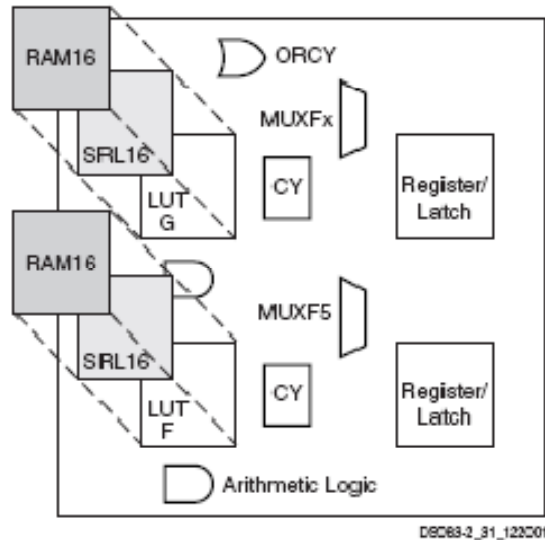 RAM16
ORCY
MUXFx
SRL16
LUT
G
CY
Register/
Latch
RAM16
MUXF5
SRL16
LUT
F
CY
Register/
Latch
Arithmetic Logic